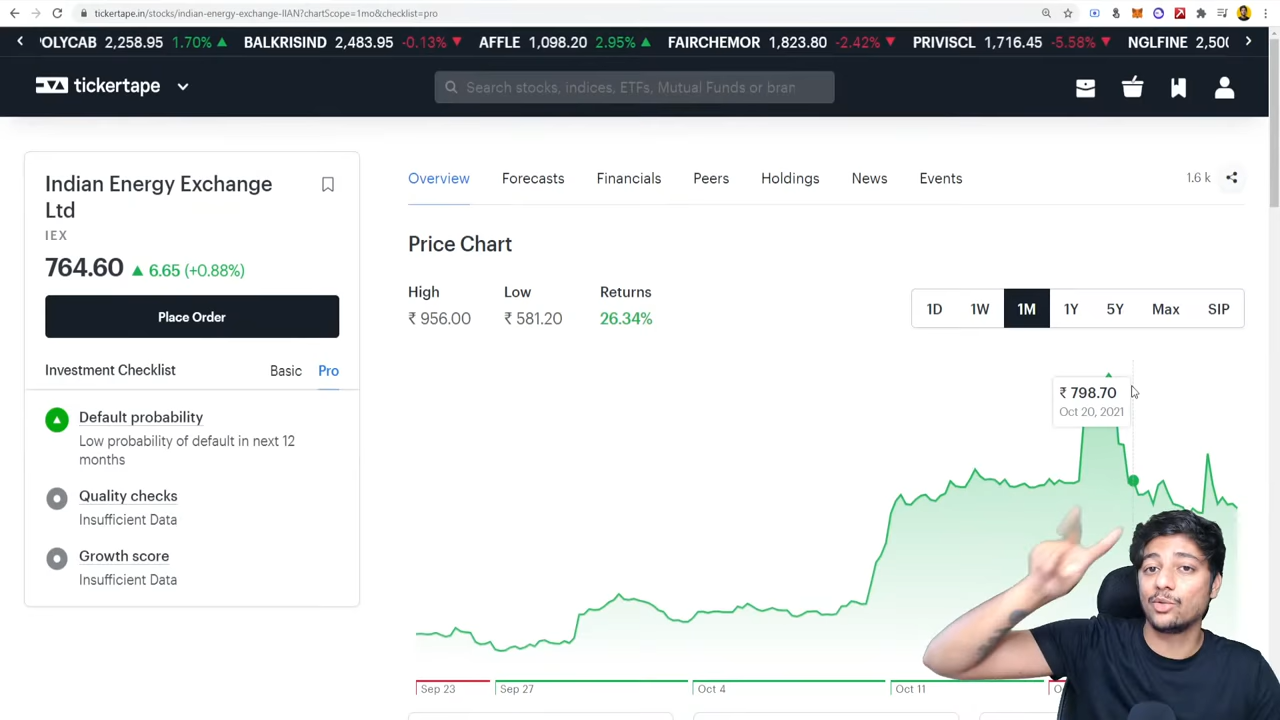 tickertape.in/stocks/indian-energy-exchange-IIAN?chartScope=1mo&checklist=pro
OLYCAB 2,258.95 1.70% BALKRISIND 2,483.95 -0.13% AFFLE 1,098.20 2.95% FAIRCHEMOR 1,823.80 -2.42% PRIVISCL 1,716.45 -5.58% NGLFINE 2,50
tickertape
Search stocks, indices, ETFs, Mutual Funds or bran
Indian Energy Exchange
Ltd
IEX
764.60 6.65 (+0.88%)
Place Order
Investment Checklist Basic Pro
Default probability
Low probability of default in next 12
months
Quality checks
Insufficient Data
Growth score
Insufficient Data
Overview Forecasts Financials Peers Holdings News Events 1.6 k
Price Chart
High Low Returns
₹ 956.00 ₹ 581.20 26.34%
1D 1W 1M 1Y 5Y Max SIP
₹ 798.70
Oct 20, 2021
Sep 23 Sep 27 Oct 4 Oct 11